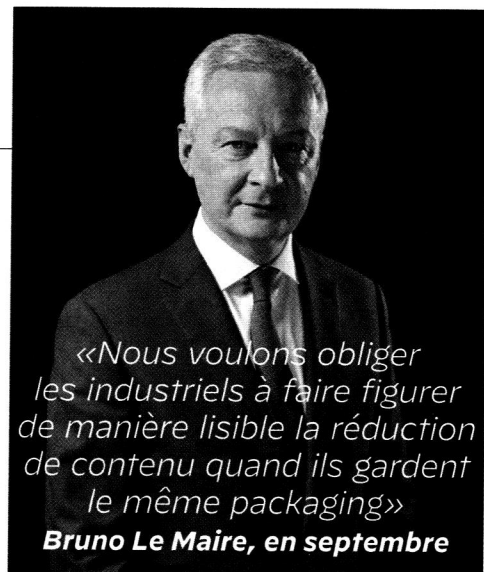 «Nous voulons obliger
les industriels à faire figurer
de manière lisible la réduction
de contenu quand ils gardent
le même packaging»
Bruno Le Maire, en septembre